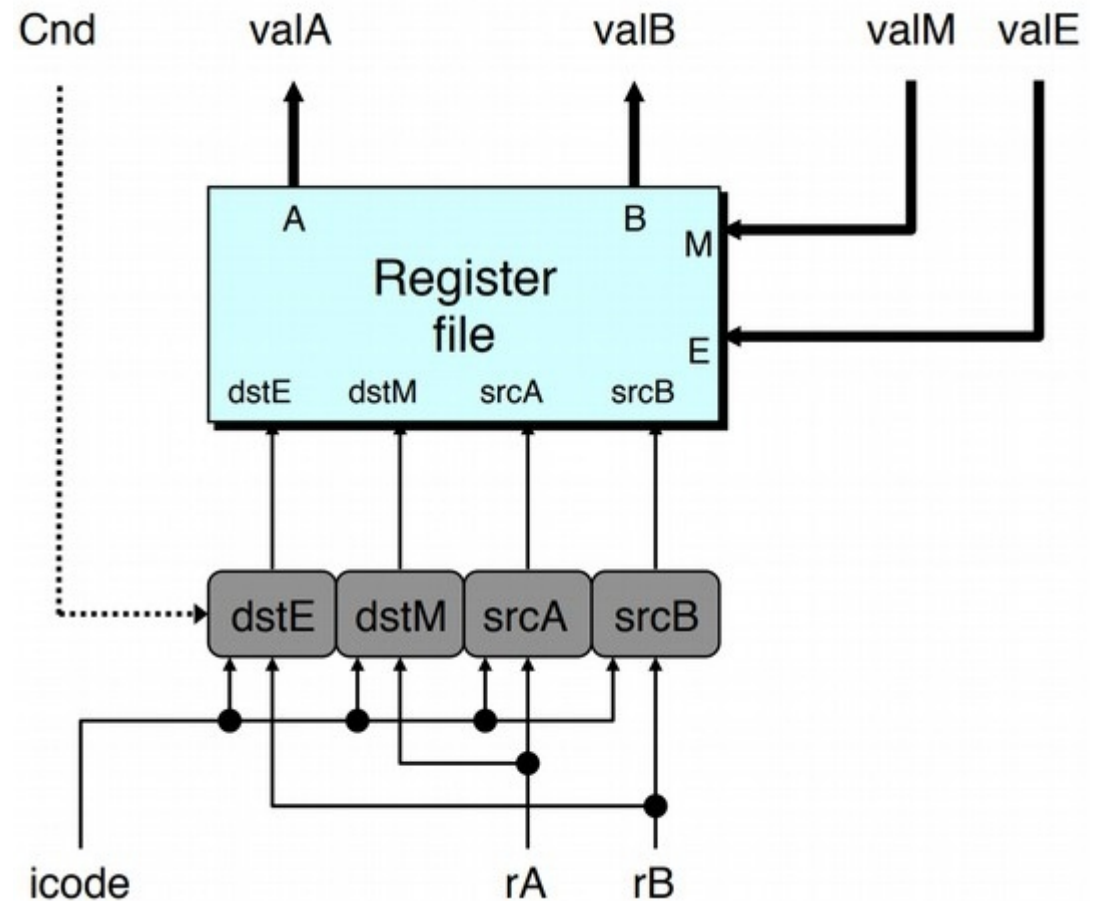 Cnd valA valB valM valE
A B
M
Register
file
E
dstE dstM srcA srcB
dstE dstM srcA srcB
icode rA rB